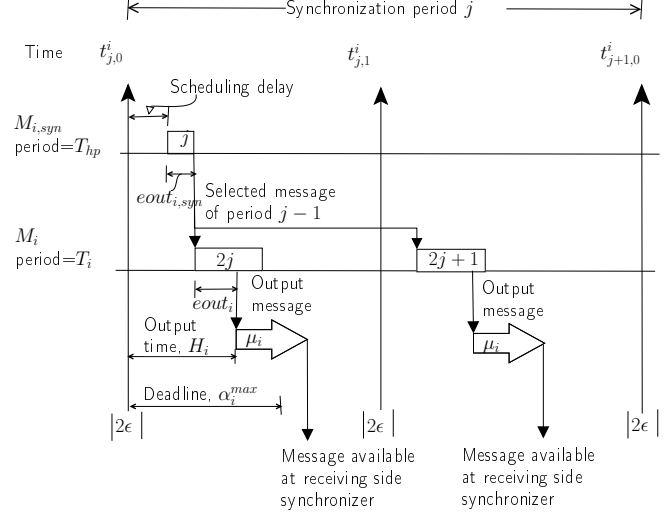 Synchronization period j
Time
t^i_{j,0}
t^i_{j,1}
t^i_{j+1,0}
Scheduling delay
M_{i,syn}
period=T_{hp}
j
eout_{i,syn}
Selected message
of period j − 1
M_i
period=T_i
2j
2j + 1
eout_i
Output
message
Output
message
Output
time, H_i
μ_i
μ_i
Deadline, α_i^{max}
|2ϵ|
|2ϵ|
|2ϵ|
Message available
at receiving side
synchronizer
Message available
at receiving side
synchronizer